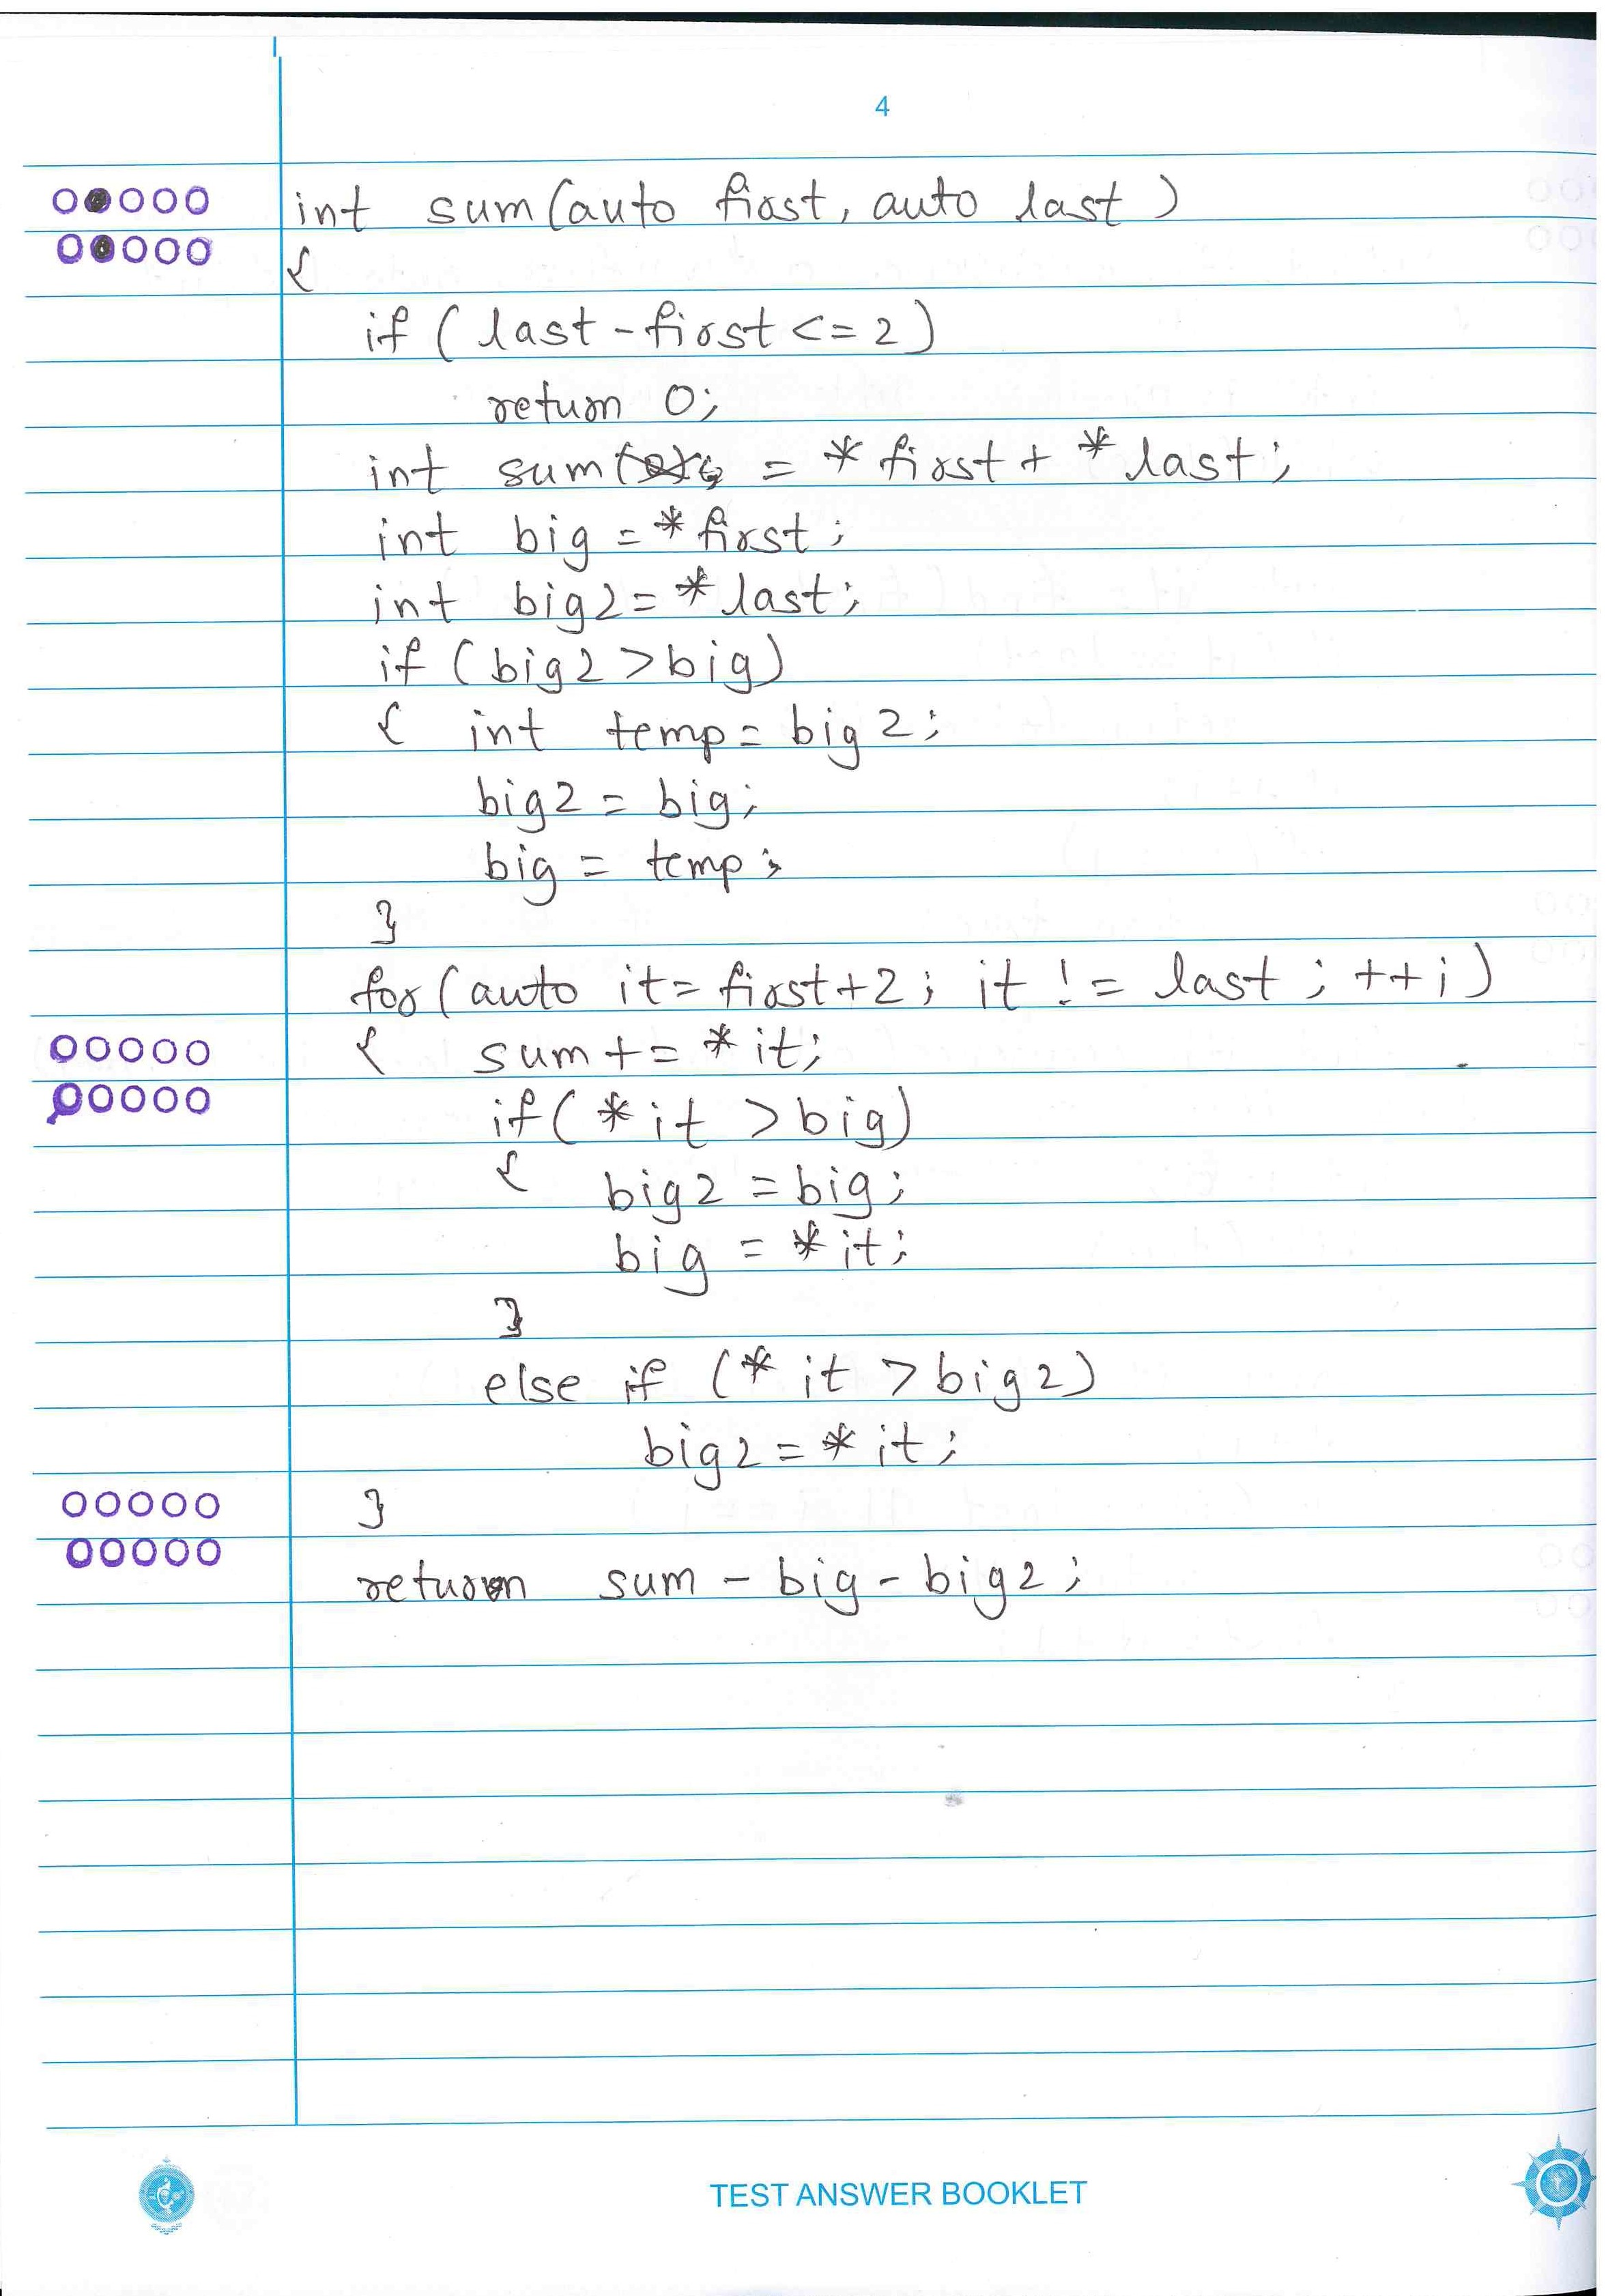 4
int sum(auto first, auto last)
{
if (last-first<=2)
return 0;
int sum = *first + *last;
int big = *first;
int big2 = *last;
if (big2 > big)
{ int temp = big2;
big2 = big;
big = temp;
}
for(auto it=first+2; it != last; ++i)
{ sum += *it;
if(*it > big)
{ big2 = big;
big = *it;
}
else if (*it > big2)
big2 = *it;
}
return sum - big - big2;
TEST ANSWER BOOKLET